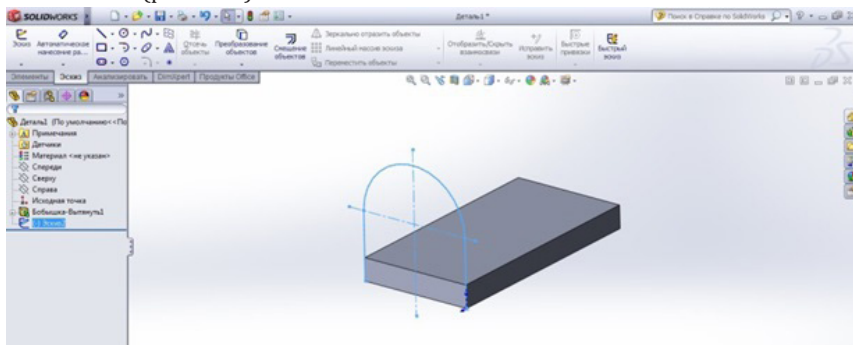 SOLIDWORKS
Деталь1 *
Поиск в Справке по SolidWorks
Эскиз
Автоматическое нанесение ра...
Отсечь объекты
Преобразование объектов
Смещение объектов
Зеркально отразить объекты
Линейный массив эскиза
Переместить объекты
Отобразить/Скрыть взаимосвязи
Исправить эскиз
Быстрые привязки
Быстрый эскиз
Элементы
Эскиз
Анализировать
DimXpert
Продукты Office
Деталь1 (По умолчанию<<По
Примечания
Датчики
Материал <не указан>
Спереди
Сверху
Справа
Исходная точка
Бобышка-Вытянуть1
(-) Эскиз2